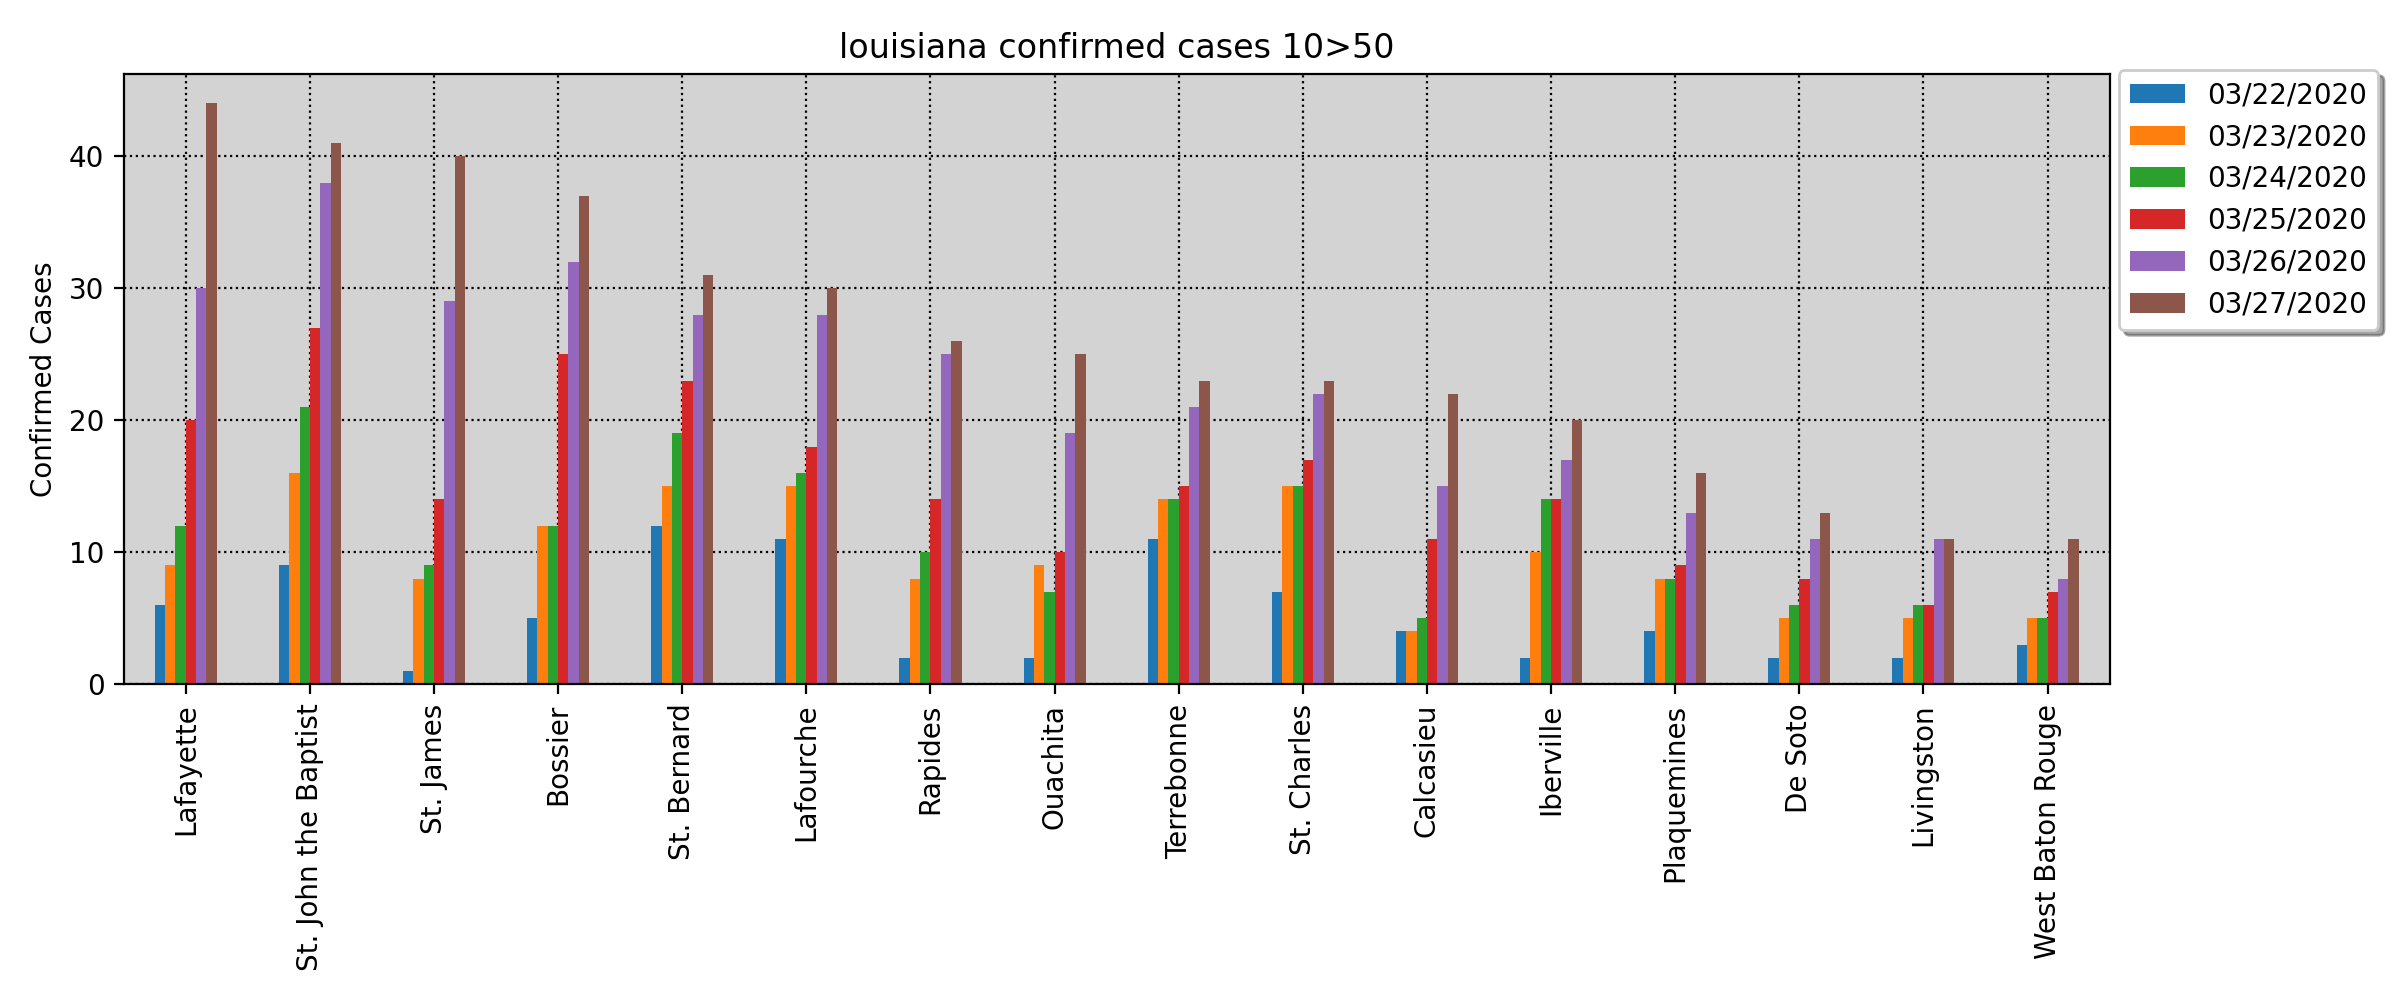 louisiana confirmed cases 10>50
03/22/2020
03/23/2020
03/24/2020
03/25/2020
03/26/2020
03/27/2020
Confirmed Cases
40
30
20
10
0
Lafayette
St. John the Baptist
St. James
Bossier
St. Bernard
Lafourche
Rapides
Ouachita
Terrebonne
St. Charles
Calcasieu
Iberville
Plaquemines
De Soto
Livingston
West Baton Rouge